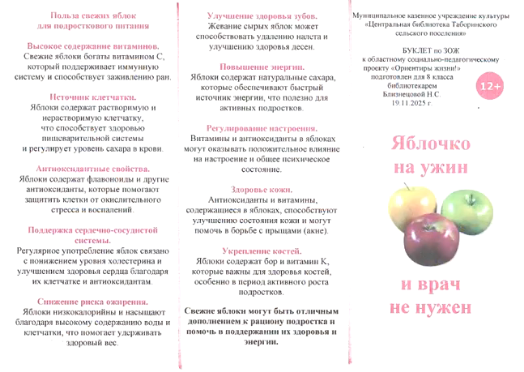 Польза свежих яблок
для подросткового питания
Высокое содержание витаминов.
Свежие яблоки богаты витамином С,
который поддерживает иммунную
систему и способствует заживлению ран.
Источник клетчатки.
Яблоки содержат растворимую и
нерастворимую клетчатку,
что способствует здоровью
пищеварительной системы
и регулирует уровень сахара в крови.
Антиоксидантные свойства.
Яблоки содержат флавоноиды и другие
антиоксиданты, которые помогают
защитить клетки от окислительного
стресса и воспалений.
Поддержка сердечно-сосудистой
системы.
Регулярное употребление яблок связано
с понижением уровня холестерина и
улучшением здоровья сердца благодаря
их клетчатке и антиоксидантам.
Снижение риска ожирения.
Яблоки низкокалорийны и насыщают
благодаря высокому содержанию воды и
клетчатки, что помогает удерживать
здоровый вес.
Улучшение здоровья зубов.
Жевание сырых яблок может
способствовать удалению налета и
улучшению здоровья десен.
Повышение энергии.
Яблоки содержат натуральные сахара,
которые обеспечивают быстрый
источник энергии, что полезно для
активных подростков.
Регулирование настроения.
Витамины и антиоксиданты в яблоках
могут оказывать положительное влияние
на настроение и общее психическое
состояние.
Здоровье кожи.
Антиоксиданты и витамины,
содержащиеся в яблоках, способствуют
улучшению состояния кожи и могут
помочь в борьбе с прыщами (акне).
Укрепление костей.
Яблоки содержат бор и витамин К,
которые важны для здоровья костей,
особенно в период активного роста
подростков.
Свежие яблоки могут быть отличным
дополнением к рациону подростка и
помочь в поддержании их здоровья и
энергии.
Муниципальное казенное учреждение культуры
«Центральная библиотека Таборинского
сельского поселения»
БУКЛЕТ по ЗОЖ
к областному социально-педагогическому
проекту «Ориентиры жизни!»
подготовлен для 8 класса
библиотекарем
Близнецовой Н.С.
19.11.2025 г.
12+
Яблочко
на ужин
и врач
не нужен